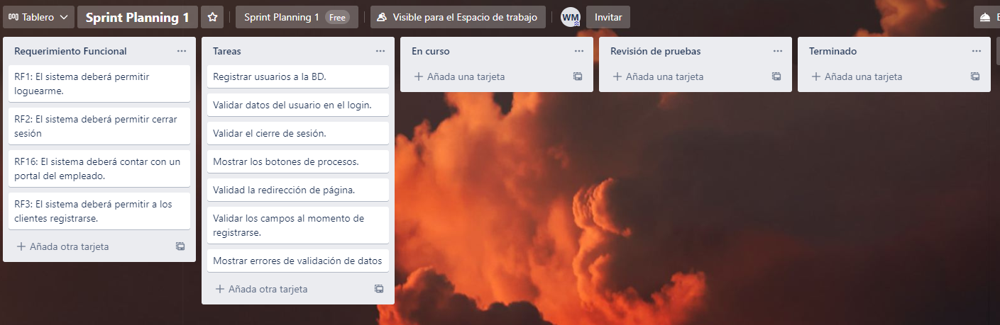 Tablero
Sprint Planning 1
Sprint Planning 1 Free
Visible para el Espacio de trabajo
WM
Invitar
Requerimiento Funcional
RF1: El sistema deberá permitir
loguearme.
RF2: El sistema deberá permitir cerrar
sesión
RF16: El sistema deberá contar con un
portal del empleado.
RF3: El sistema deberá permitir a los
clientes registrarse.
+ Añada otra tarjeta
Tareas
Registrar usuarios a la BD.
Validar datos del usuario en el login.
Validar el cierre de sesión.
Mostrar los botones de procesos.
Validad la redirección de página.
Validar los campos al momento de
registrarse.
Mostrar errores de validación de datos
+ Añada otra tarjeta
En curso
+ Añada una tarjeta
Revisión de pruebas
+ Añada una tarjeta
Terminado
+ Añada una tarjeta